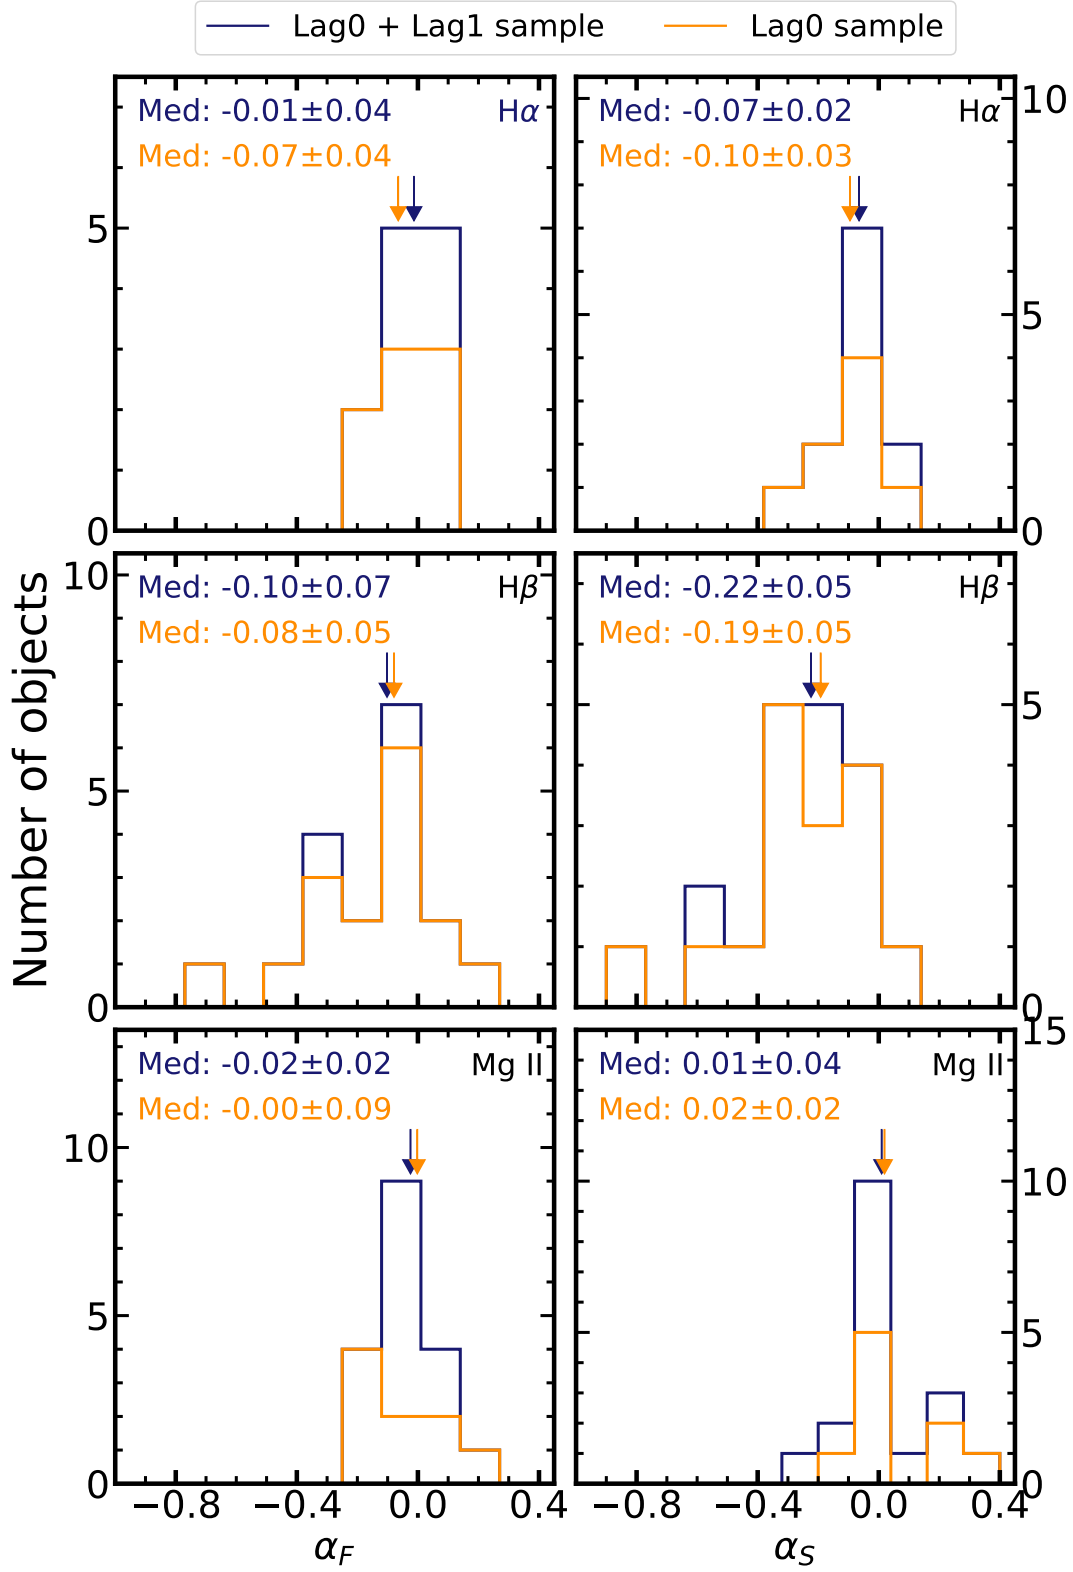 Lag0 + Lag1 sample
Lag0 sample
Med: -0.01±0.04
Hα
Med: -0.07±0.04
5
0
Med: -0.07±0.02
Hα
Med: -0.10±0.03
10
5
0
Number of objects
Med: -0.10±0.07
Hβ
Med: -0.08±0.05
10
5
0
Med: -0.22±0.05
Hβ
Med: -0.19±0.05
5
0
Med: -0.02±0.02
Mg II
Med: -0.00±0.09
10
5
0
−0.8 −0.4 0.0 0.4
α_F
Med: 0.01±0.04
Mg II
Med: 0.02±0.02
15
10
5
0
−0.8 −0.4 0.0 0.4
α_S